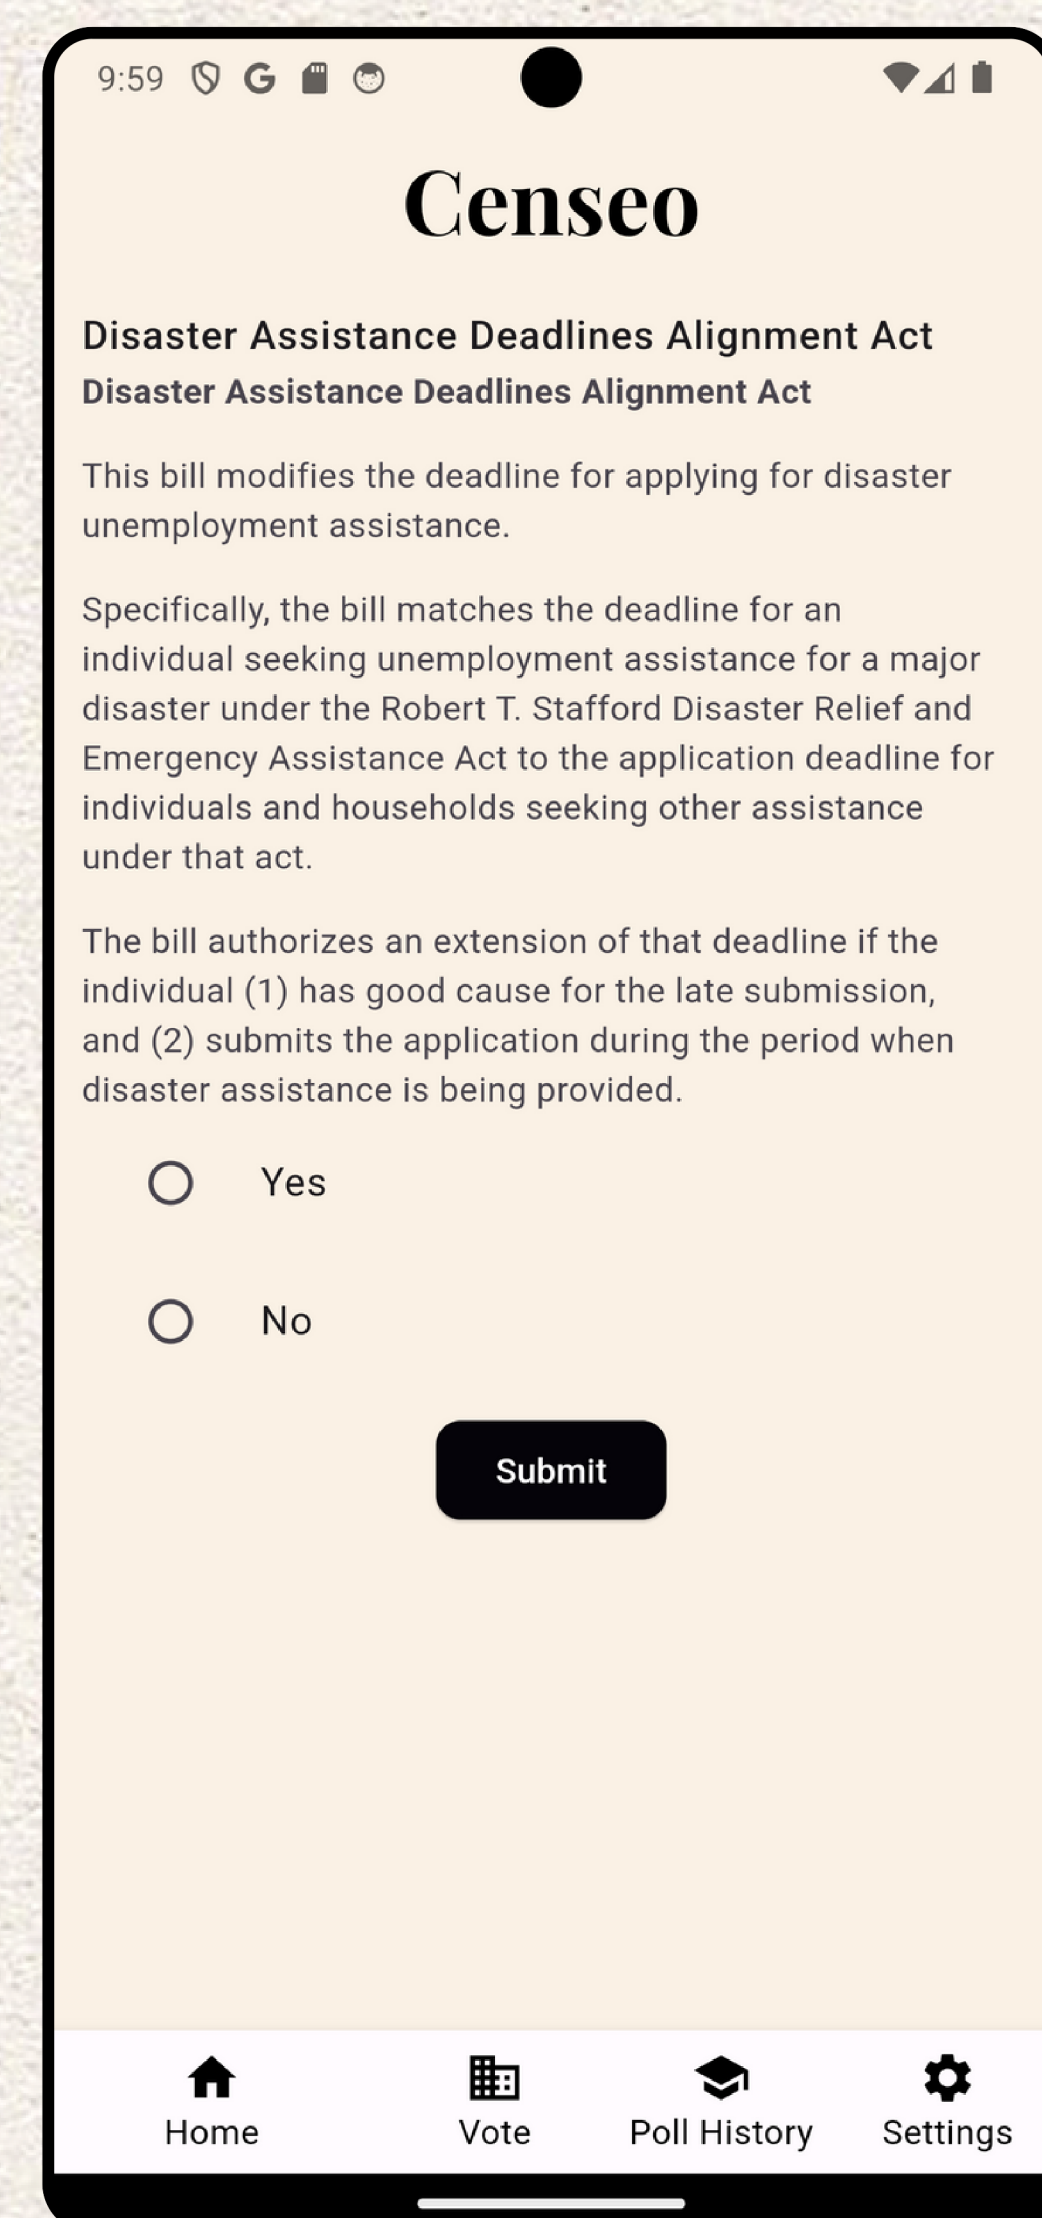 9:59
Censeo
Disaster Assistance Deadlines Alignment Act
Disaster Assistance Deadlines Alignment Act
This bill modifies the deadline for applying for disaster
unemployment assistance.
Specifically, the bill matches the deadline for an
individual seeking unemployment assistance for a major
disaster under the Robert T. Stafford Disaster Relief and
Emergency Assistance Act to the application deadline for
individuals and households seeking other assistance
under that act.
The bill authorizes an extension of that deadline if the
individual (1) has good cause for the late submission,
and (2) submits the application during the period when
disaster assistance is being provided.
Yes
No
Submit
Home Vote Poll History Settings